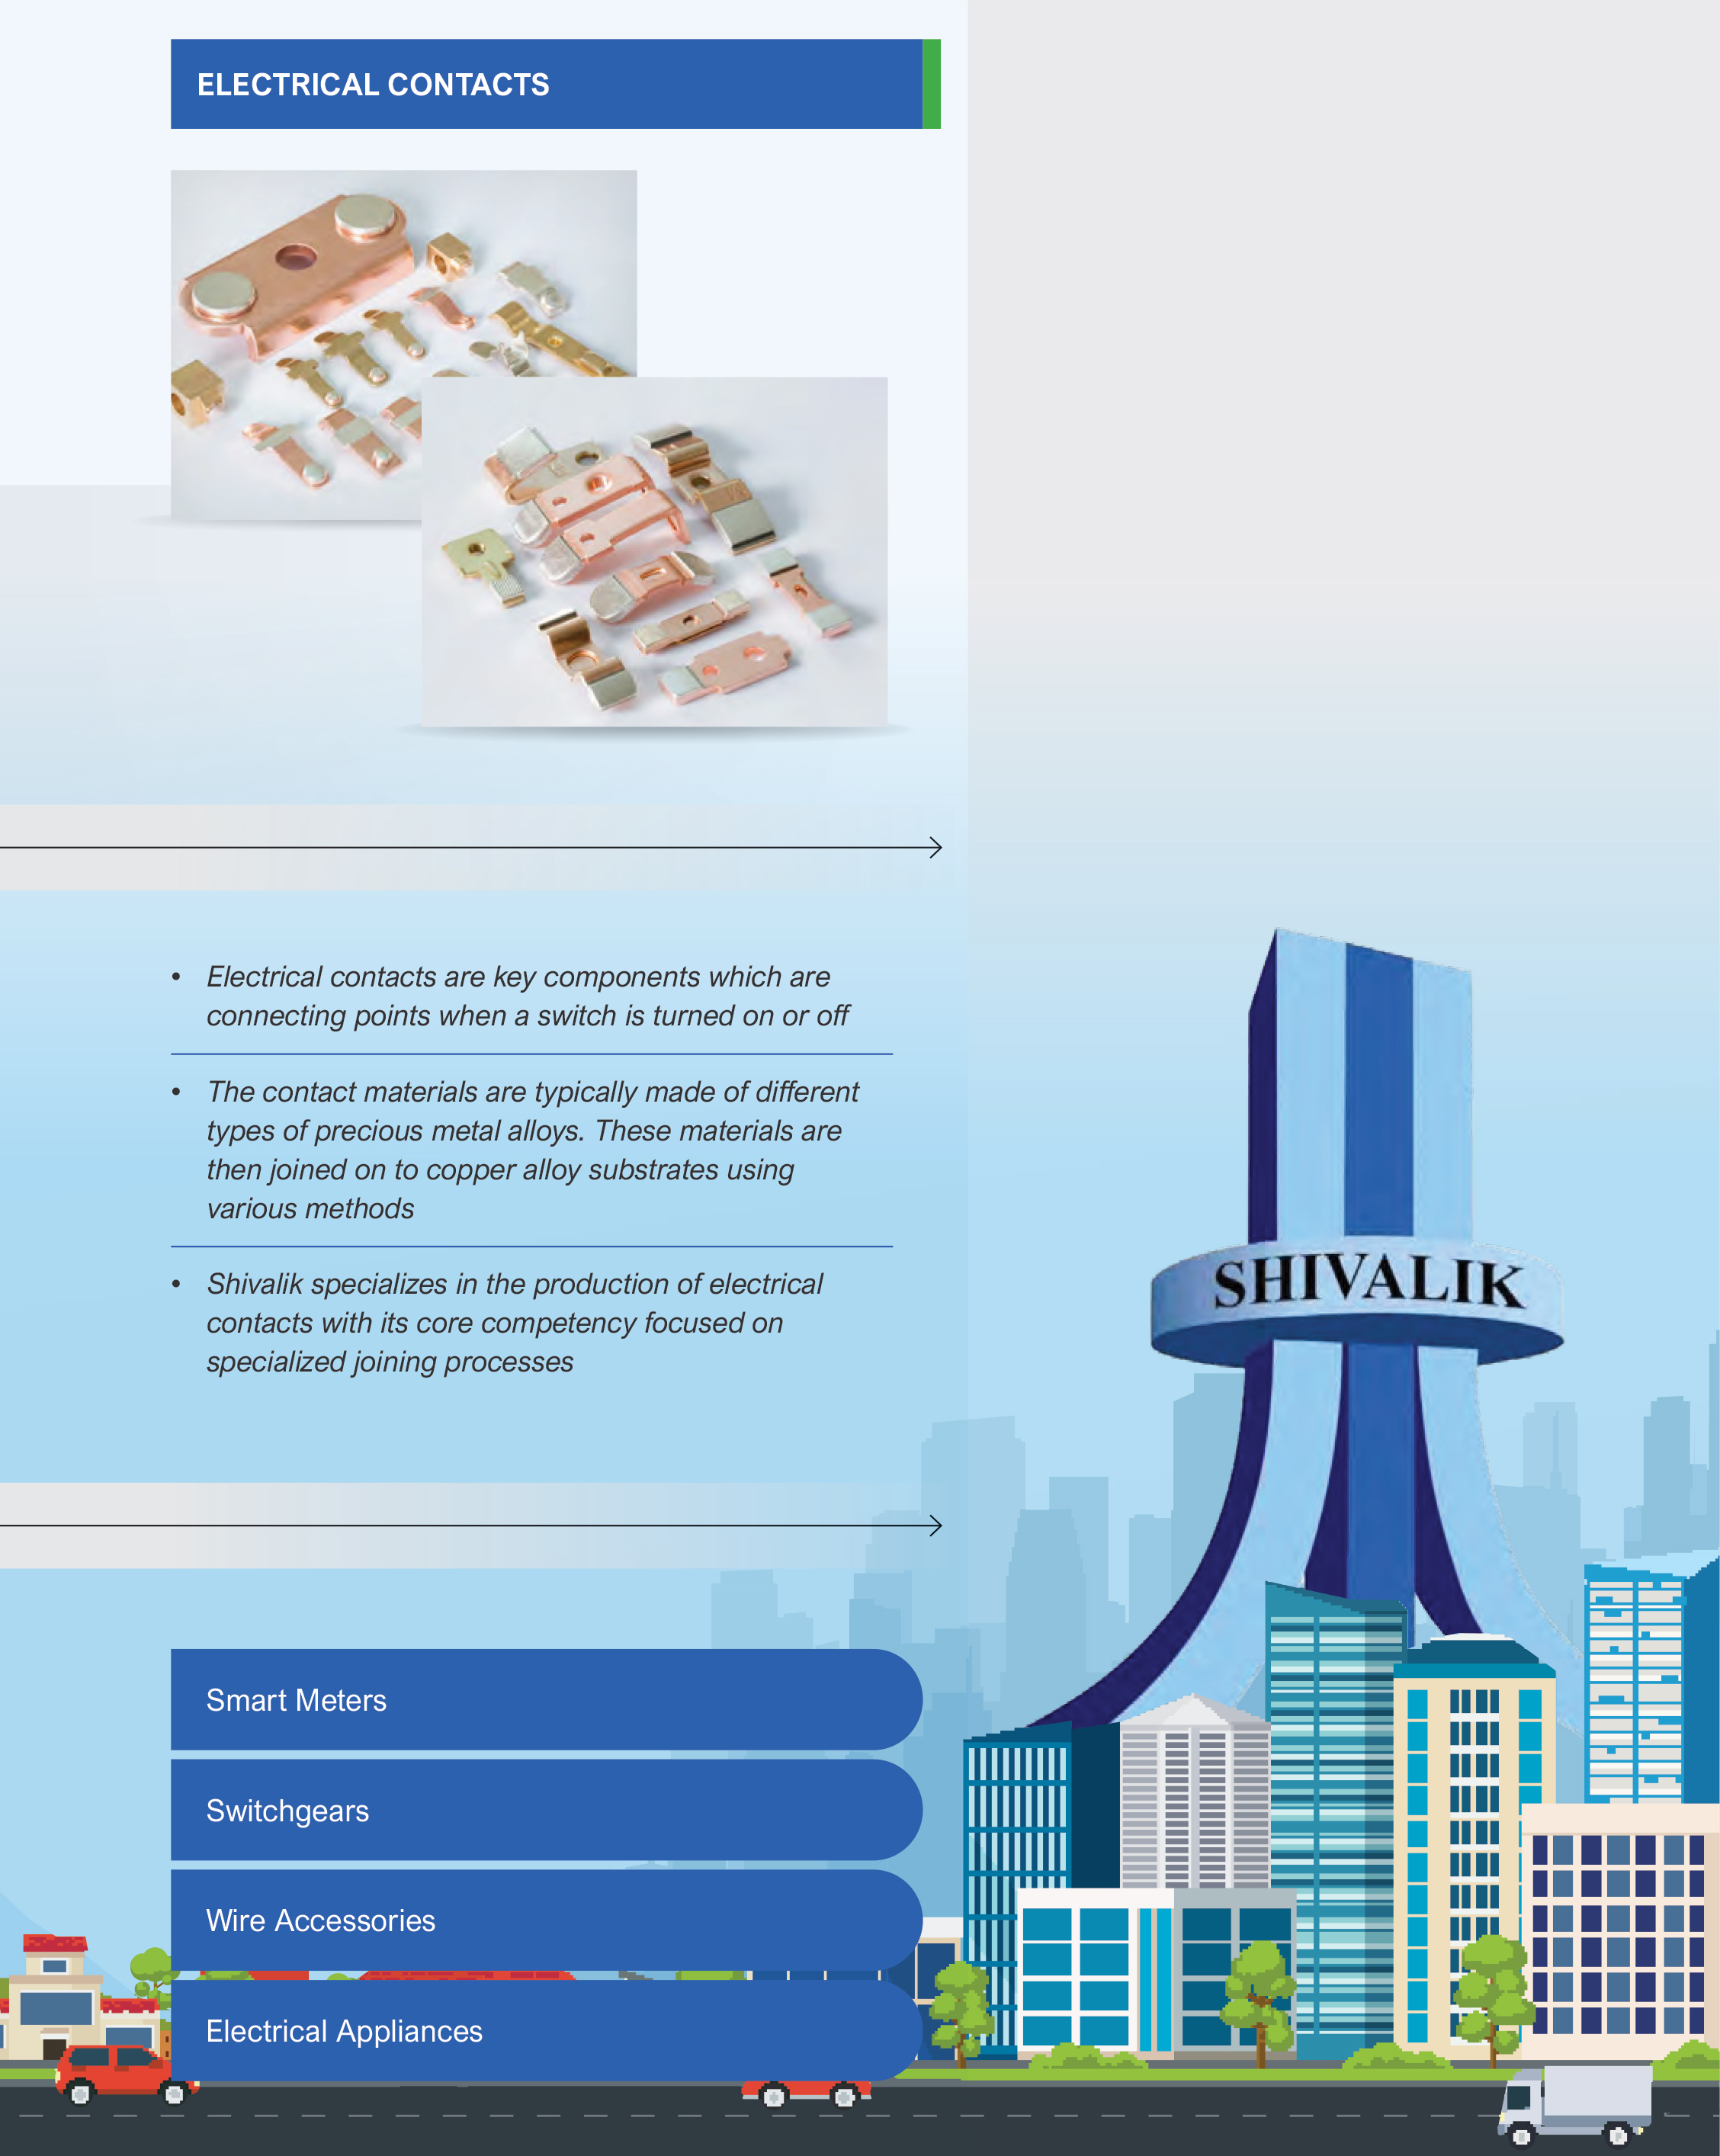 ELECTRICAL CONTACTS
• Electrical contacts are key components which are
connecting points when a switch is turned on or off
• The contact materials are typically made of different
types of precious metal alloys. These materials are
then joined on to copper alloy substrates using
various methods
• Shivalik specializes in the production of electrical
contacts with its core competency focused on
specialized joining processes
SHIVALIK
Smart Meters
Switchgears
Wire Accessories
Electrical Appliances